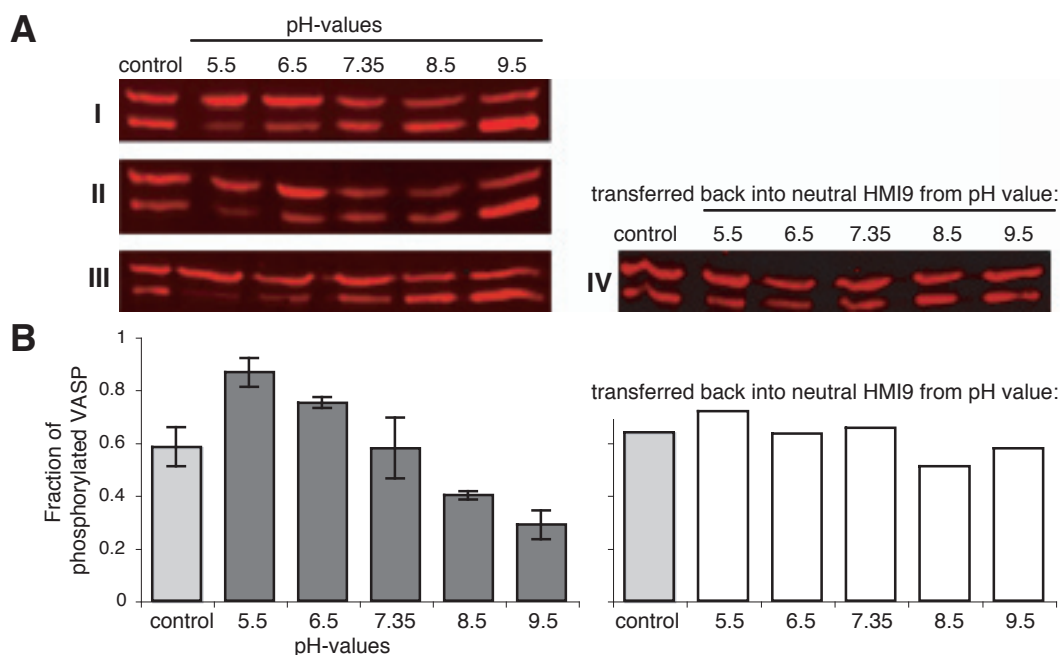 A
pH-values
control 5.5 6.5 7.35 8.5 9.5
I
II
III
transferred back into neutral HMI9 from pH value:
control 5.5 6.5 7.35 8.5 9.5
IV
B
Fraction of
phosphorylated VASP
1
0.8
0.6
0.4
0.2
0
control 5.5 6.5 7.35 8.5 9.5
pH-values
transferred back into neutral HMI9 from pH value:
control 5.5 6.5 7.35 8.5 9.5